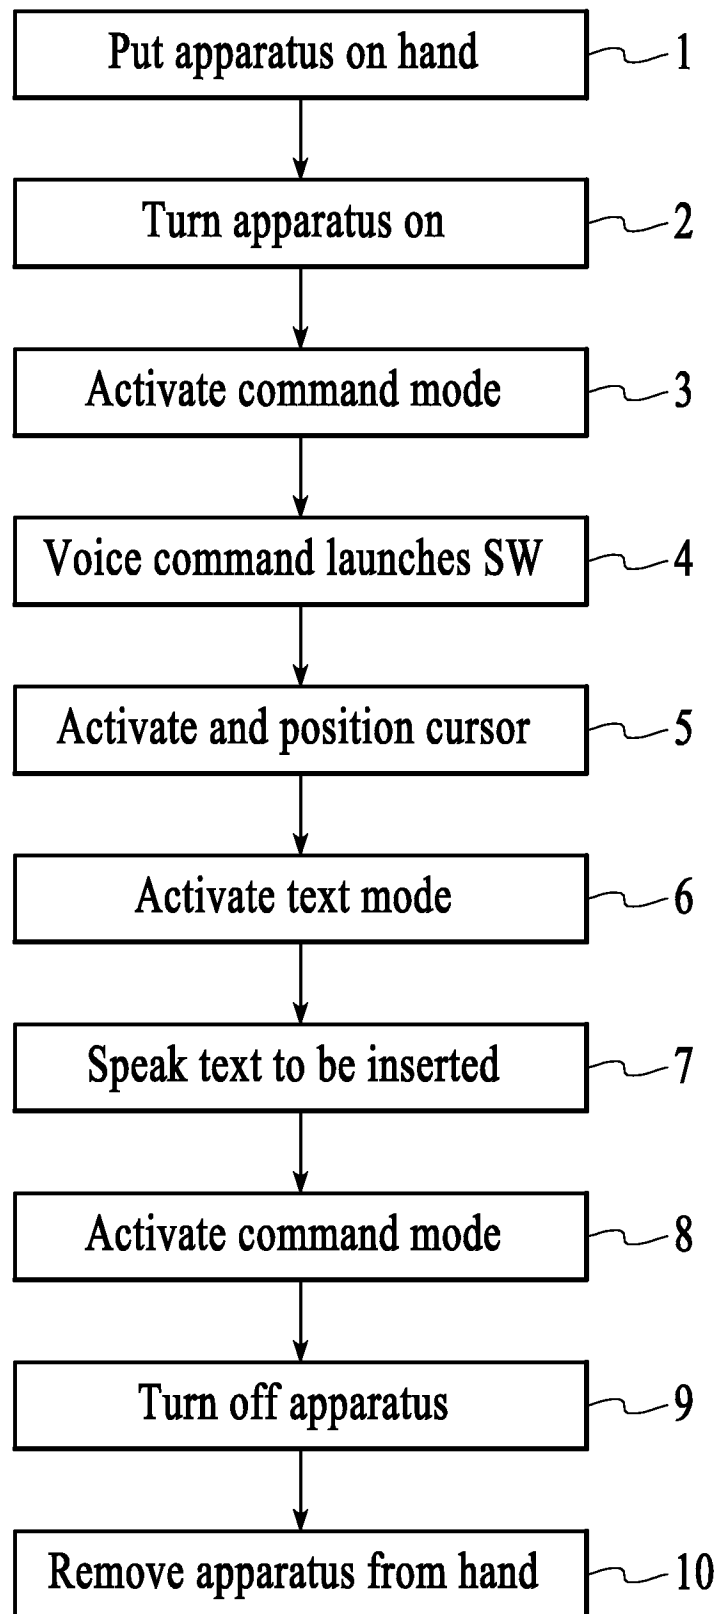 Put apparatus on hand 1
Turn apparatus on 2
Activate command mode 3
Voice command launches SW 4
Activate and position cursor 5
Activate text mode 6
Speak text to be inserted 7
Activate command mode 8
Turn off apparatus 9
Remove apparatus from hand 10